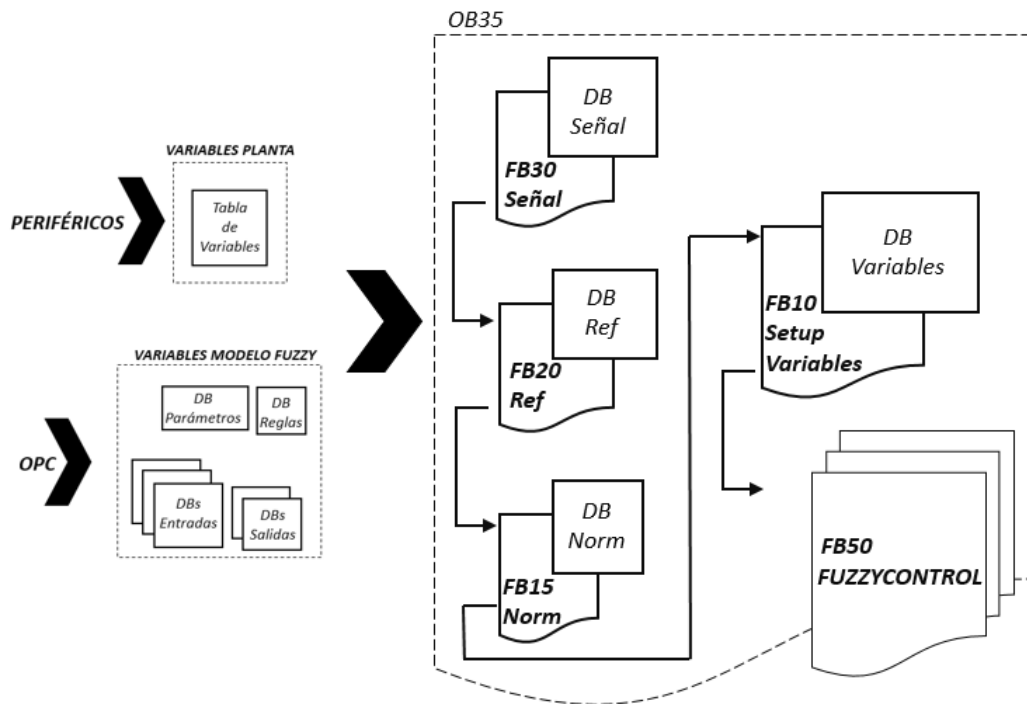 OB35
VARIABLES PLANTA
PERIFÉRICOS
Tabla
de
Variables
VARIABLES MODELO FUZZY
DB
Parámetros
DB
Reglas
OPC
DBs
Entradas
DBs
Salidas
DB
Señal
FB30
Señal
DB
Ref
FB20
Ref
DB
Norm
FB15
Norm
DB
Variables
FB10
Setup
Variables
FB50
FUZZYCONTROL